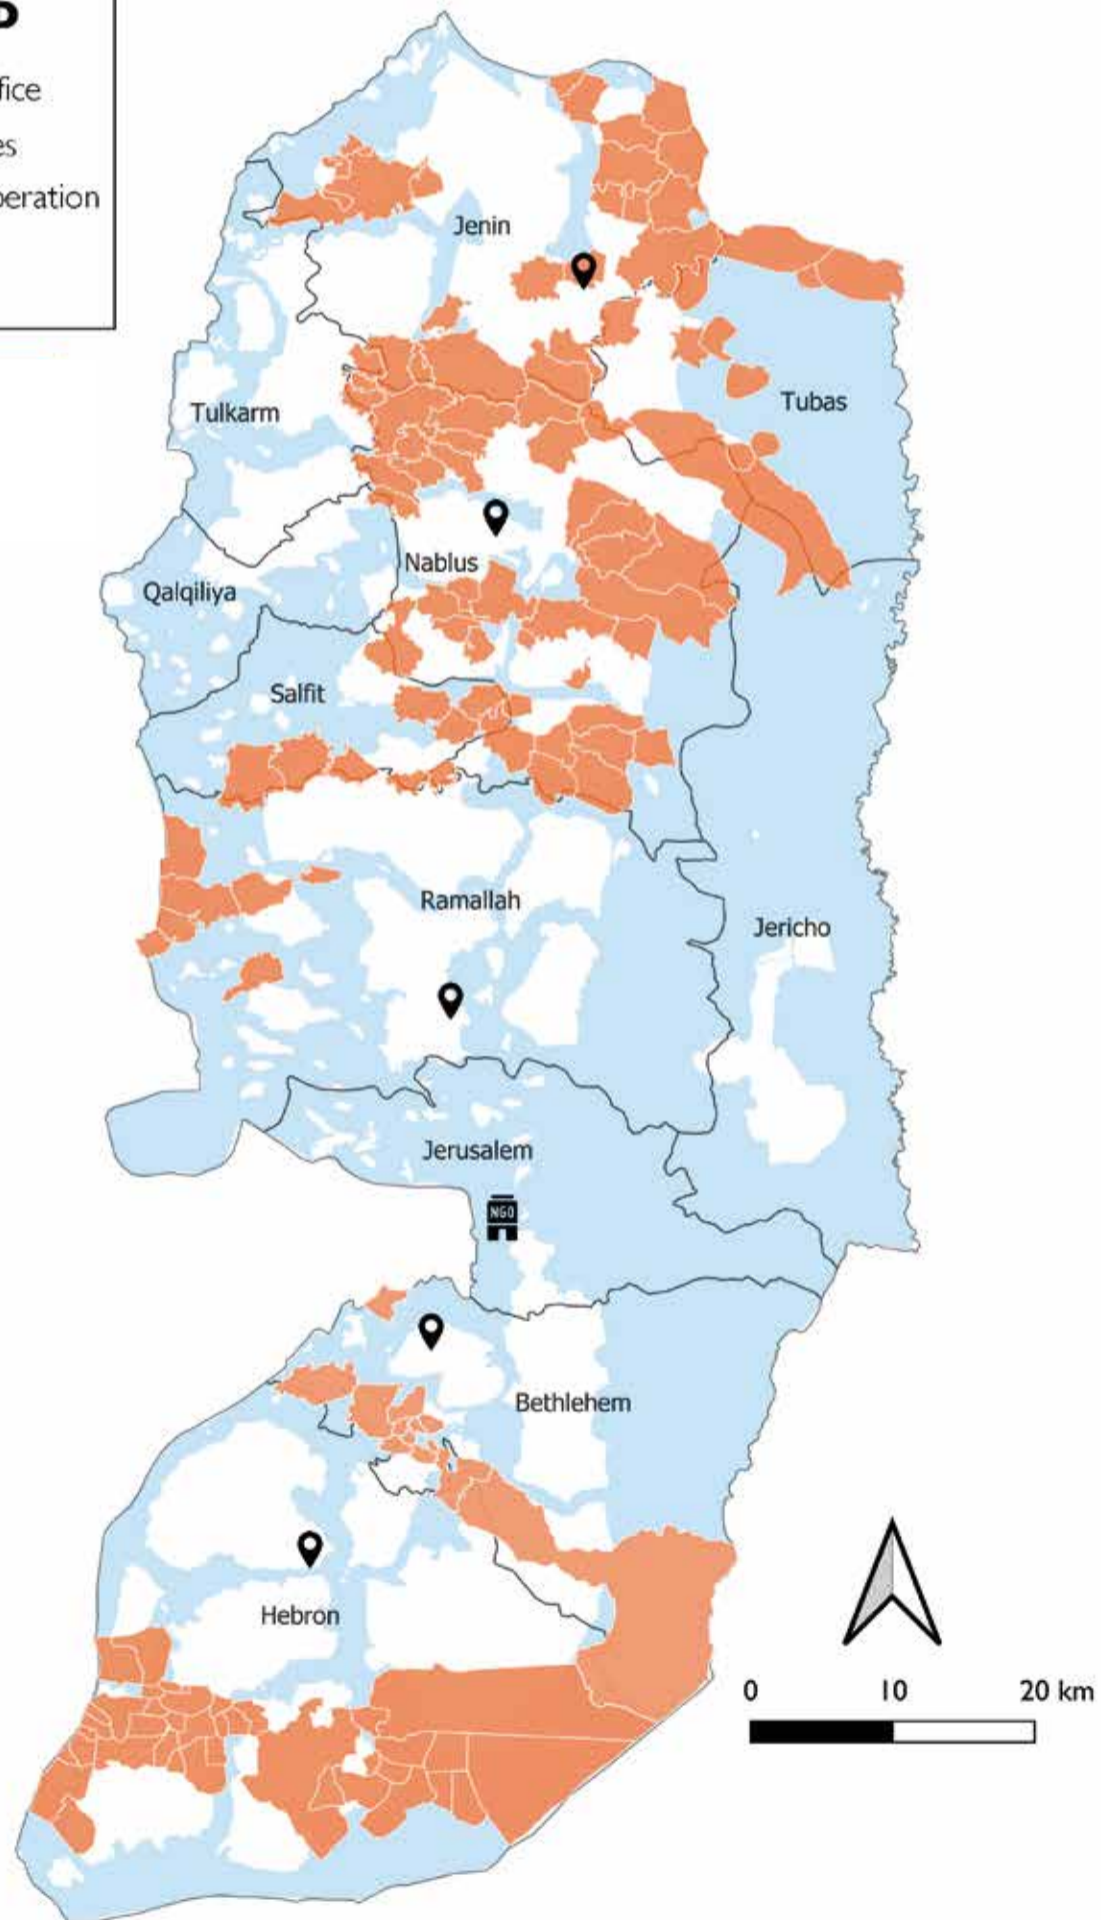 fice
es
peration
Jenin
Tulkarm
Tubas
Nablus
Qalqiliya
Salfit
Ramallah
Jericho
Jerusalem
NGO
Bethlehem
Hebron
0 10 20 km